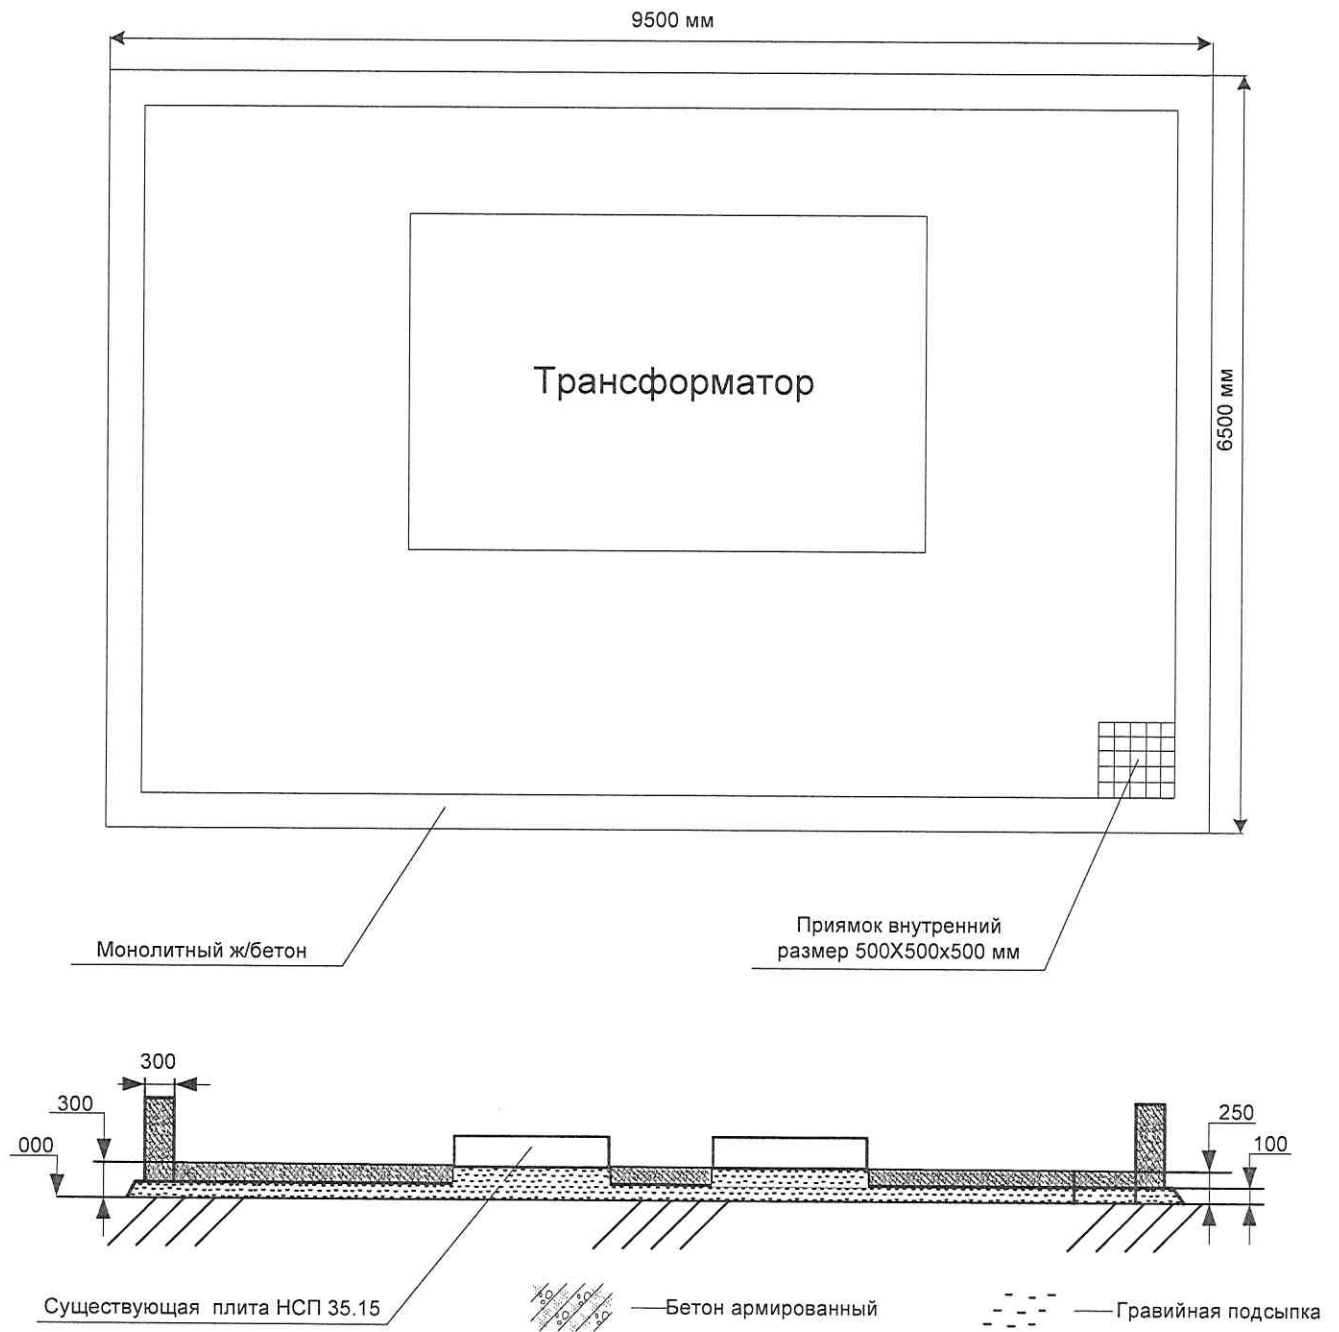 9500 мм
Трансформатор
6500 мм
Монолитный ж/бетон
Приямок внутренний
размер 500Х500х500 мм
300
300
000
250
100
Существующая плита НСП 35.15
Бетон армированный
Гравийная подсыпка